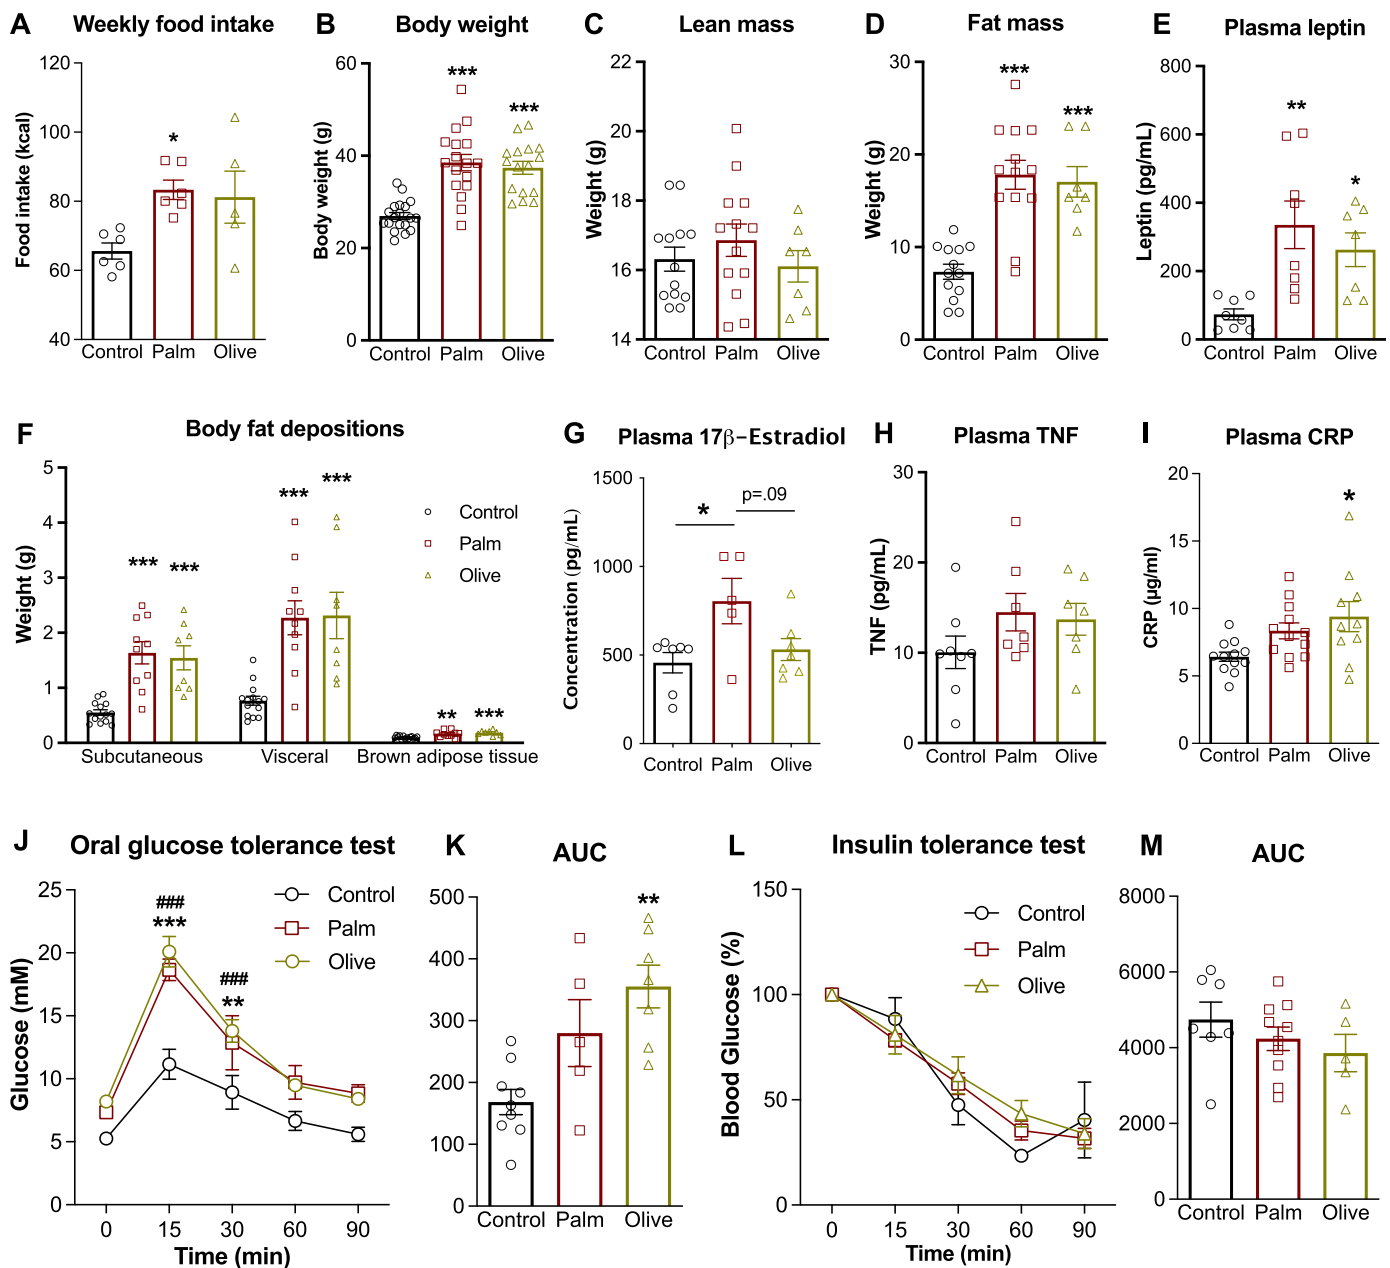 A Weekly food intake
Food intake (kcal)
120
100
80
60
40
*
Control Palm Olive
B Body weight
Body weight (g)
60
40
20
0
*** ***
Control Palm Olive
C Lean mass
Weight (g)
22
20
18
16
14
Control Palm Olive
D Fat mass
Weight (g)
30
20
10
0
*** ***
Control Palm Olive
E Plasma leptin
Leptin (pg/mL)
800
600
400
200
0
** *
Control Palm Olive
F Body fat depositions
Weight (g)
5
4
3
2
1
0
*** *** *** *** ** ***
Control
Palm
Olive
Subcutaneous Visceral Brown adipose tissue
G Plasma 17β-Estradiol
Concentration (pg/mL)
1500
1000
500
0
* p=.09
Control Palm Olive
H Plasma TNF
TNF (pg/mL)
30
20
10
0
Control Palm Olive
I Plasma CRP
CRP (µg/ml)
20
15
10
5
0
*
Control Palm Olive
J Oral glucose tolerance test
Glucose (mM)
25
20
15
10
5
0
###
***
###
**
Control
Palm
Olive
0 15 30 60 90
Time (min)
K AUC
500
400
300
200
100
0
**
Control Palm Olive
L Insulin tolerance test
Blood Glucose (%)
150
100
50
0
Control
Palm
Olive
0 15 30 60 90
Time (min)
M AUC
8000
6000
4000
2000
0
Control Palm Olive